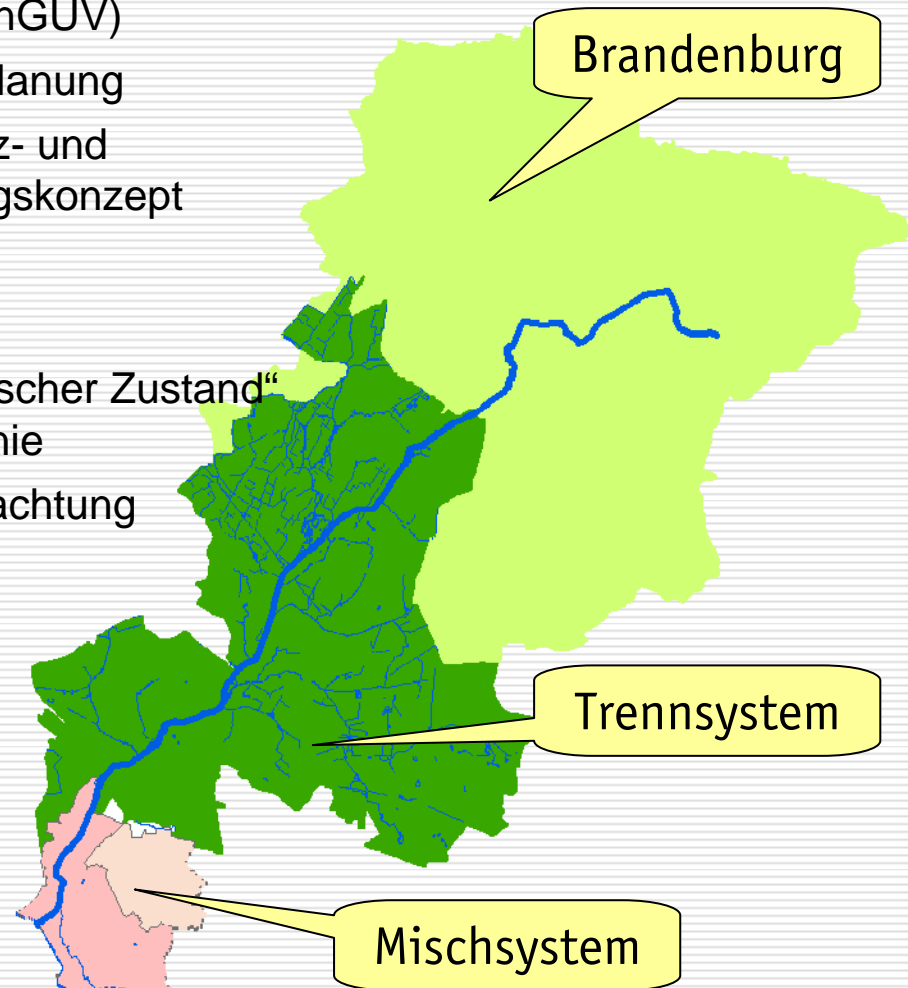 nGUV)
lanung
z- und
gskonzept
scher Zustand“
nie
achtung
Brandenburg
Trennsystem
Mischsystem